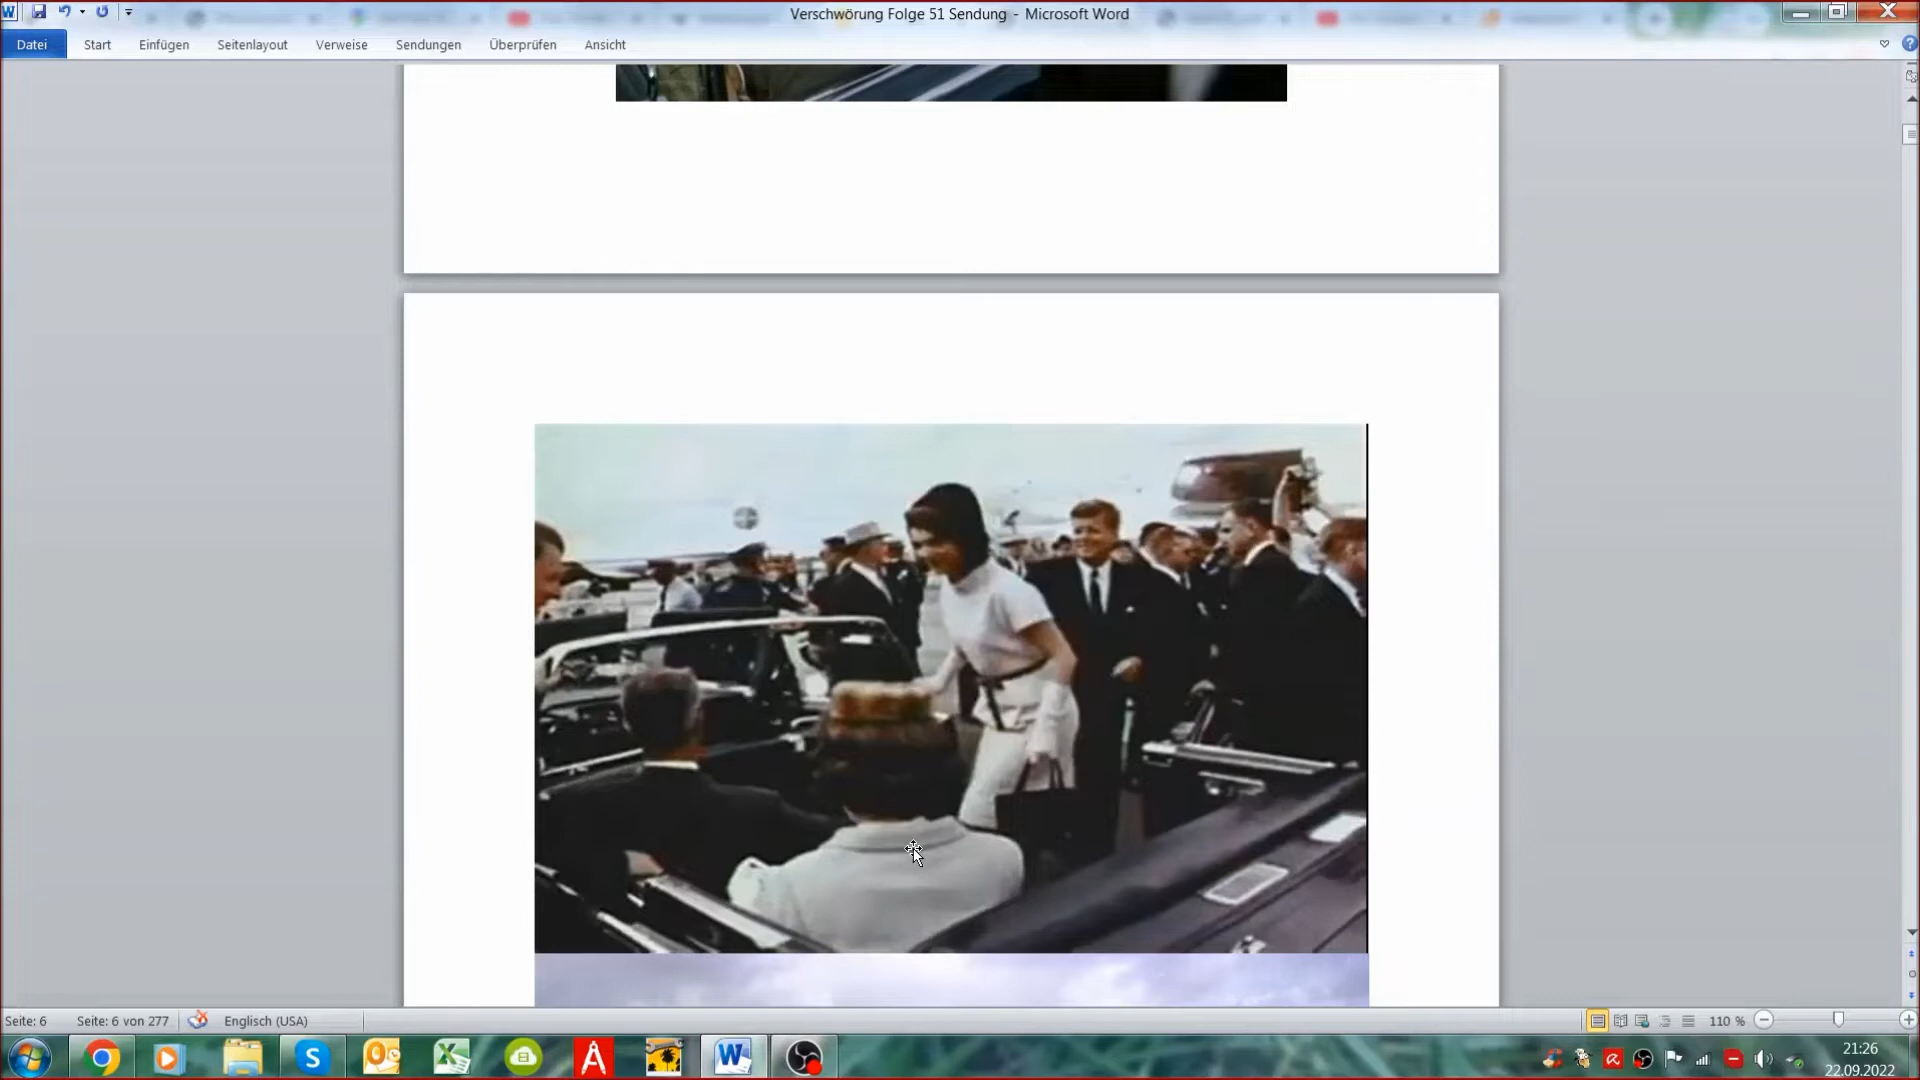 Verschwörung Folge 51 Sendung - Microsoft Word
Datei Start Einfügen Seitenlayout Verweise Sendungen Überprüfen Ansicht
Seite: 6 Seite: 6 von 277 Englisch (USA) 110 %
21:26
22.09.2022